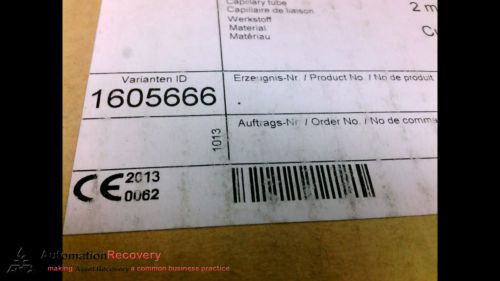 Capillary tube
Capillaire de liaison
2 m
Werkstoff
Material
Matériau
Varianten ID
1605666
Erzeugnis-Nr. / Product No. / No de produit
.
1013
Auftrags-Nr / Order No. / No de comma
CE 2013
0062
AutomationRecovery
making Asset Recovery a common business practice